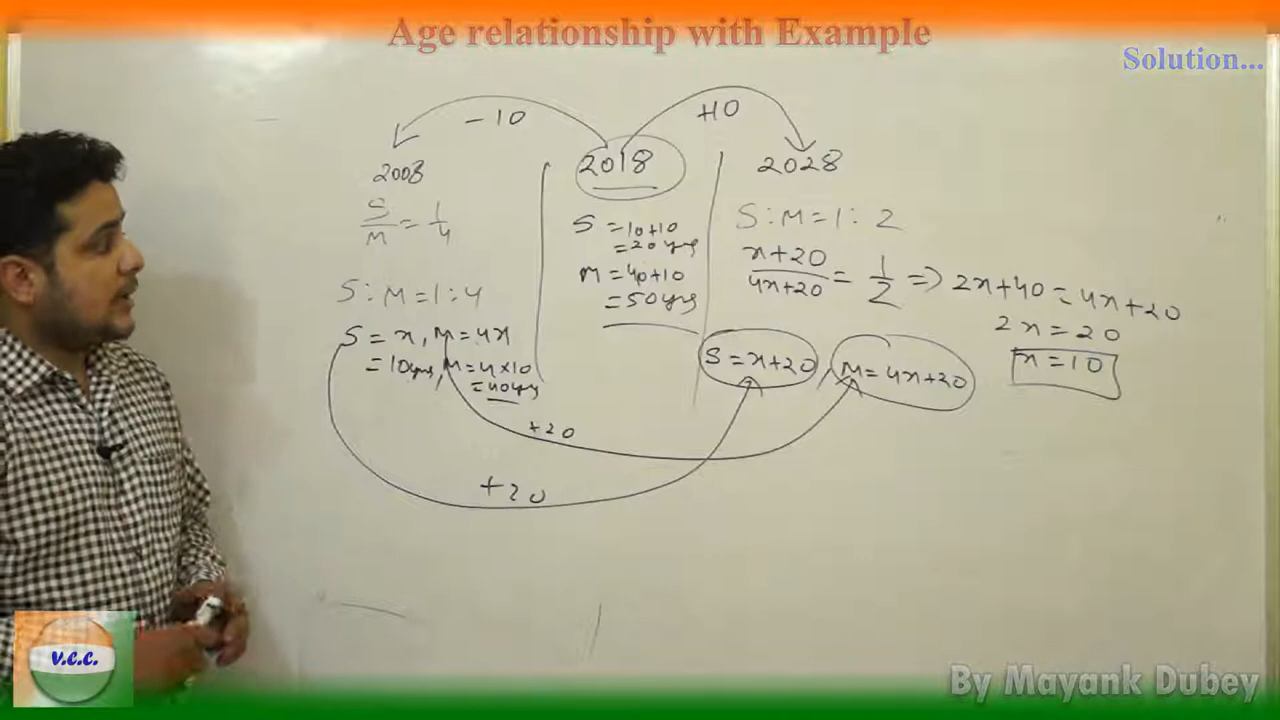 Age relationship with Example
Solution...
-10
+10
2008
2018
2028
S/M = 1/4
S : M = 1 : 4
S = x, M = 4x
= 10yrs, M = 4×10
= 40yrs
S = 10+10
= 20 yrs
M = 40+10
= 50yrs
S : M = 1 : 2
x+20/4x+20 = 1/2 => 2x+40 = 4x+20
2x = 20
x = 10
S = x+20, M = 4x+20
+20
+20
V.C.C.
By Mayank Dubey